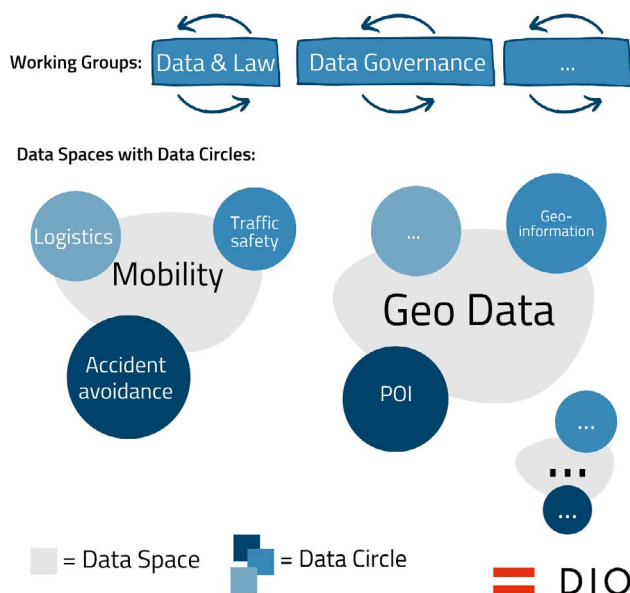 Working Groups: Data & Law Data Governance ...
Data Spaces with Data Circles:
Logistics
Traffic
safety
Mobility
Accident
avoidance
...
Geo-
information
Geo Data
POI
...
...
...
= Data Space = Data Circle
DIO